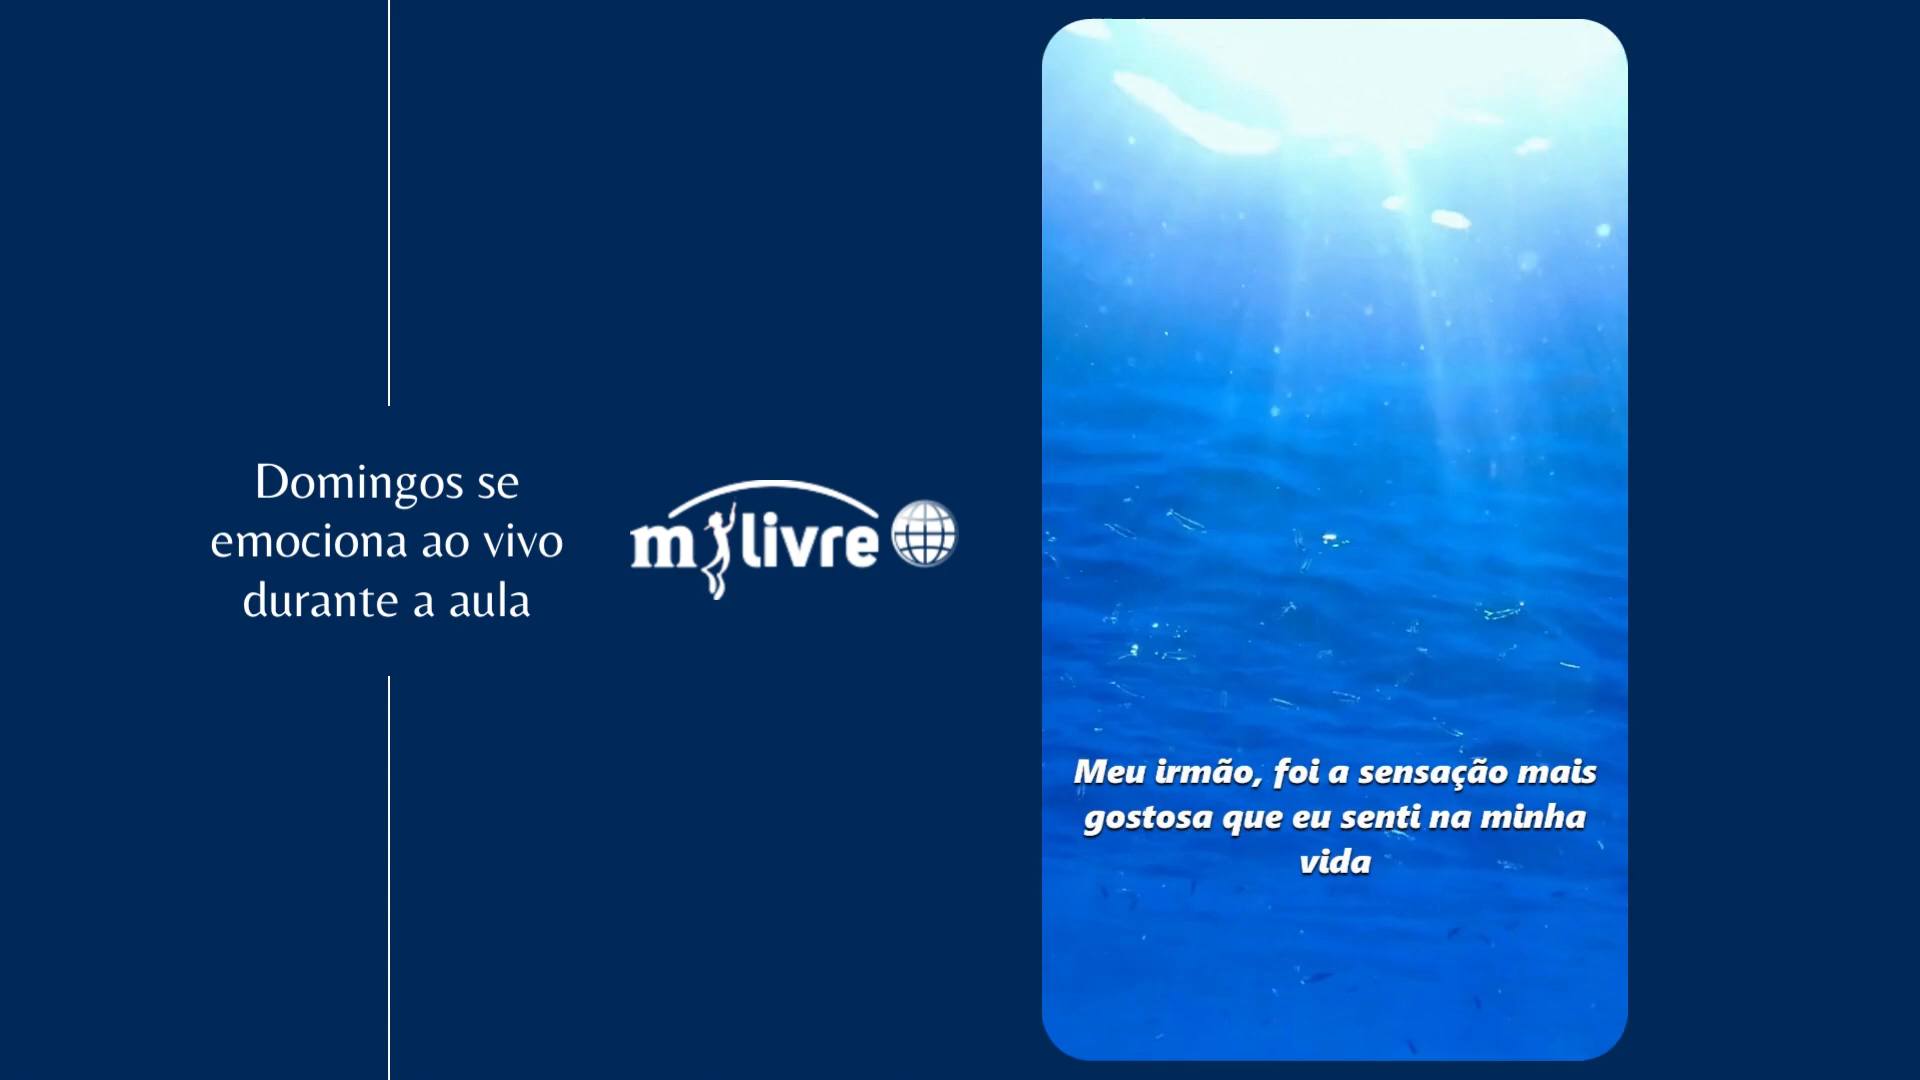 Domingos se
emociona ao vivo
durante a aula
mylivre
Meu irmão, foi a sensação mais
gostosa que eu senti na minha
vida